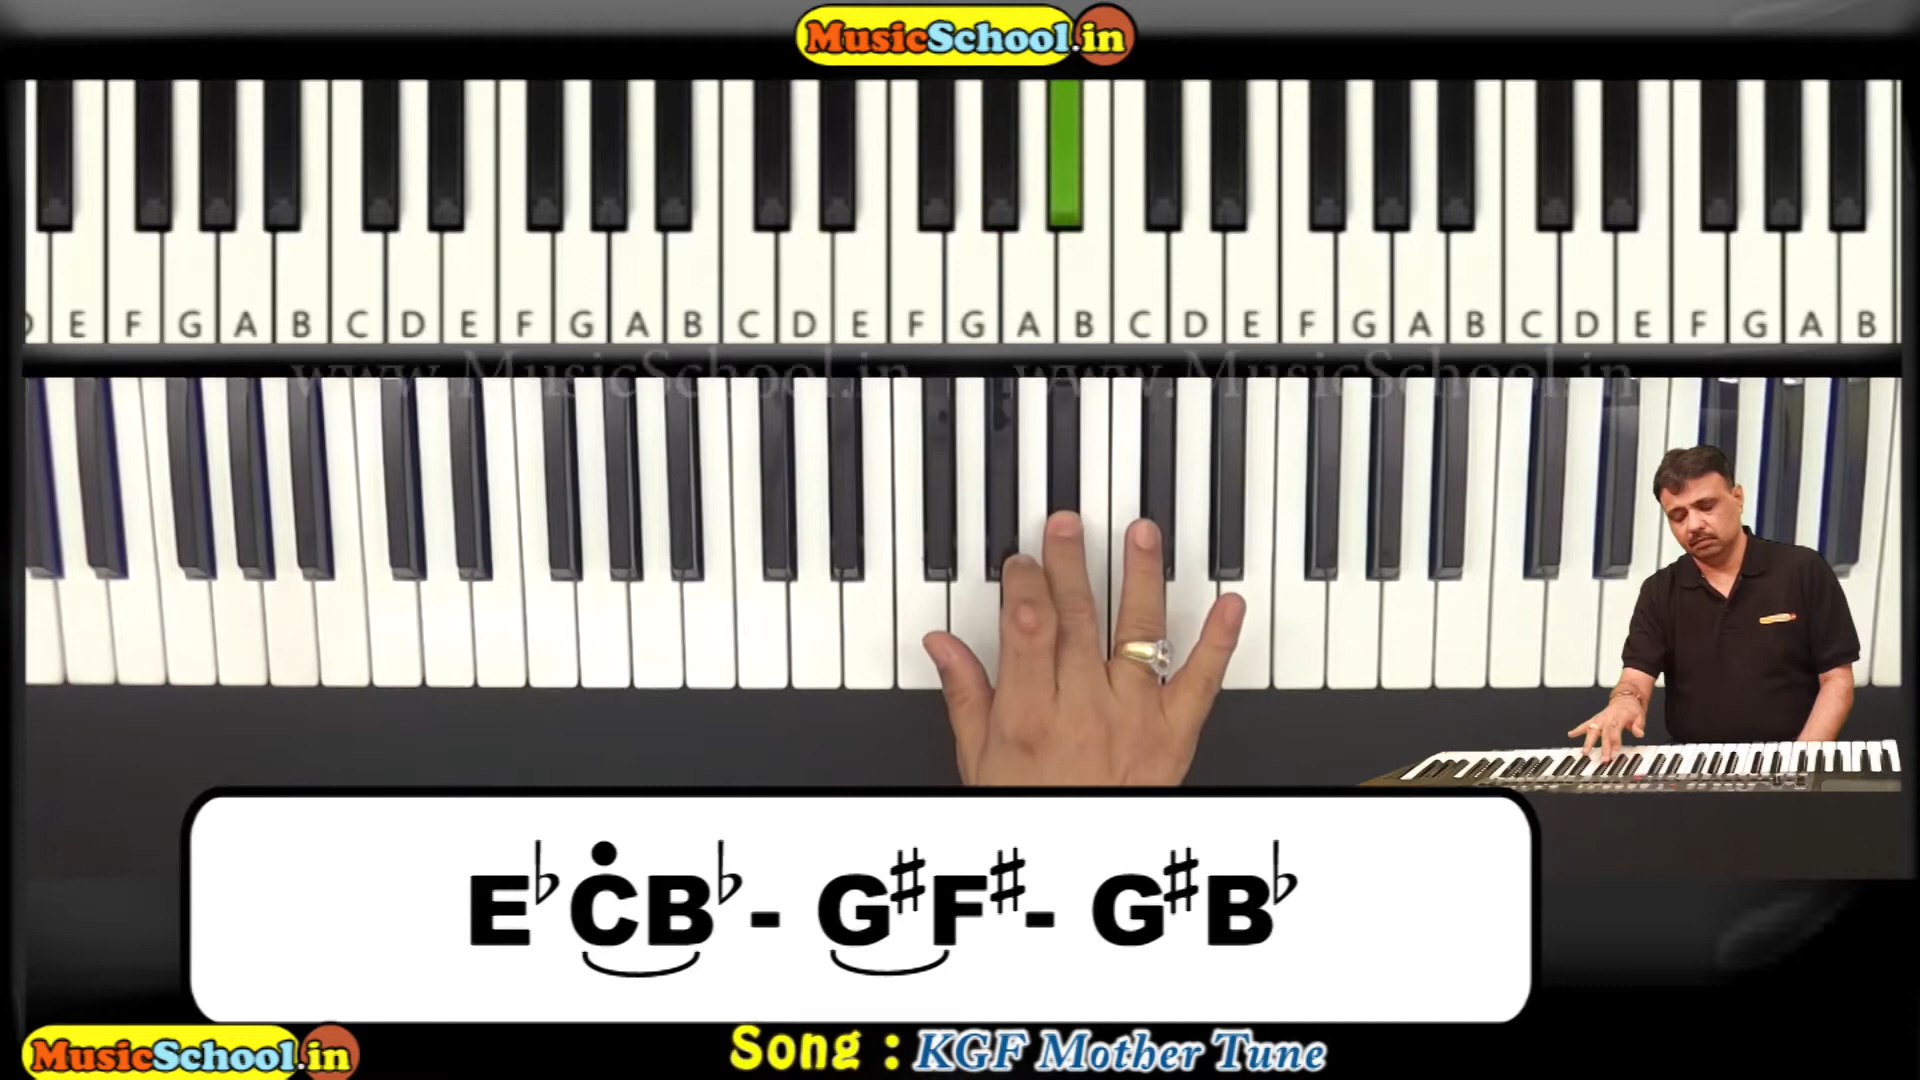 MusicSchool.in
D E F G A B C D E F G A B C D E F G A B C D E F G A B C D E F G A B
www.MusicSchool.in www.MusicSchool.in
E♭ĊB♭- G♯F♯- G♯B♭
MusicSchool.in
Song : KGF Mother Tune